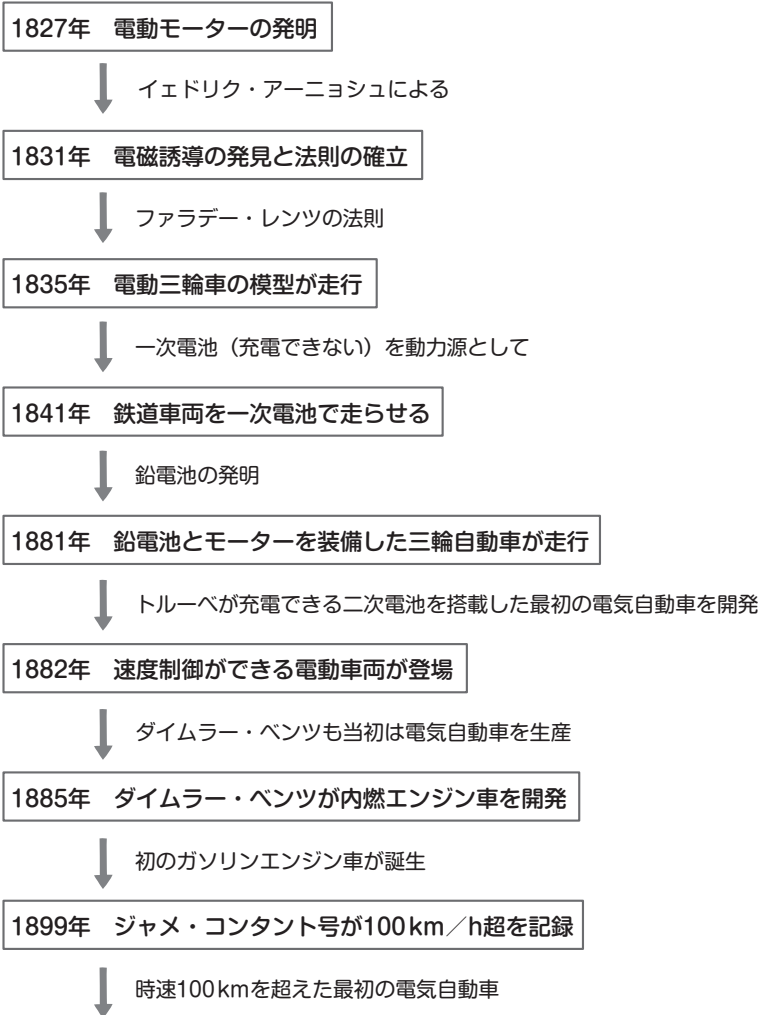 1827年　電動モーターの発明
イェドリク・アーニョシュによる
1831年　電磁誘導の発見と法則の確立
ファラデー・レンツの法則
1835年　電動三輪車の模型が走行
一次電池（充電できない）を動力源として
1841年　鉄道車両を一次電池で走らせる
鉛電池の発明
1881年　鉛電池とモーターを装備した三輪自動車が走行
トルーベが充電できる二次電池を搭載した最初の電気自動車を開発
1882年　速度制御ができる電動車両が登場
ダイムラー・ベンツも当初は電気自動車を生産
1885年　ダイムラー・ベンツが内燃エンジン車を開発
初のガソリンエンジン車が誕生
1899年　ジャメ・コンタント号が100km／h超を記録
時速100kmを超えた最初の電気自動車